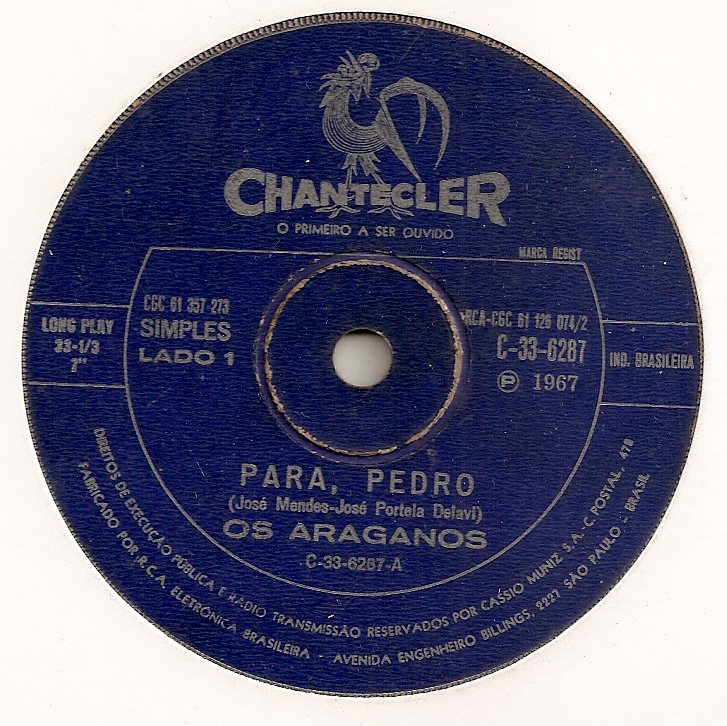 CHANTECLER
O PRIMEIRO A SER OUVIDO
MARCA REGIST
CGC 61 357 273
SIMPLES
LADO 1
LONG PLAY
33-1/3
7"
RCA-CGC 61 126 074/2
C-33-6287
Ⓟ 1967
IND. BRASILEIRA
PARA, PEDRO
(José Mendes-José Portela Delavi)
OS ARAGANOS
C-33-6287-A
DIREITOS DE EXECUÇÃO PÚBLICA E RÁDIO TRANSMISSÃO RESERVADOS POR CASSIO MUNIZ S.A.-C. POSTAL, 478
FABRICADO POR R.C.A. ELETRÔNICA BRASILEIRA - AVENIDA ENGENHEIRO BILLINGS, 2227 SÃO PAULO - BRASIL